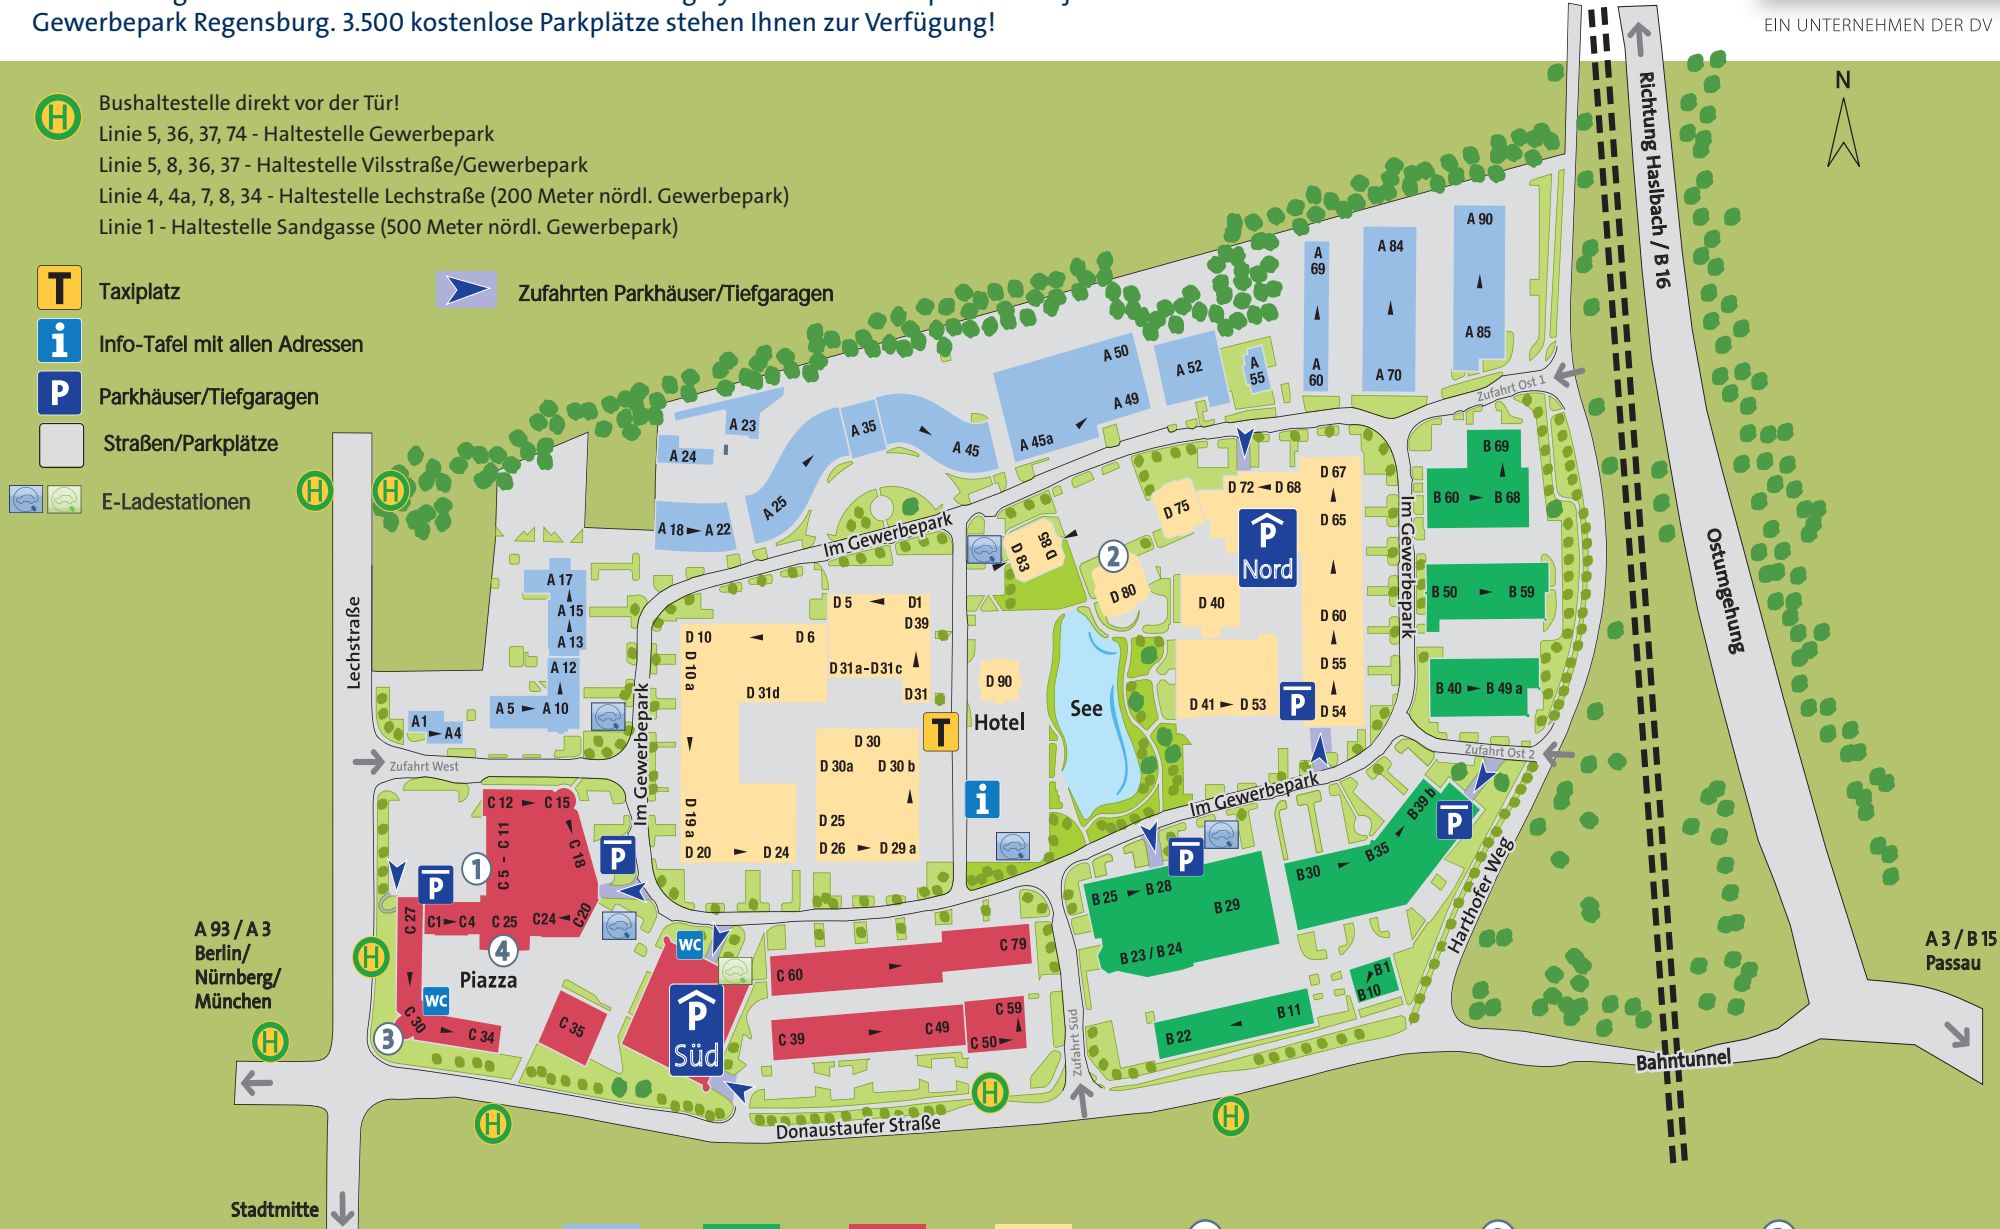 Gewerbepark Regensburg. 3.500 kostenlose Parkplätze stehen Ihnen zur Verfügung!
EIN UNTERNEHMEN DER DV
H
Bushaltestelle direkt vor der Tür!
Linie 5, 36, 37, 74 - Haltestelle Gewerbepark
Linie 5, 8, 36, 37 - Haltestelle Vilsstraße/Gewerbepark
Linie 4, 4a, 7, 8, 34 - Haltestelle Lechstraße (200 Meter nördl. Gewerbepark)
Linie 1 - Haltestelle Sandgasse (500 Meter nördl. Gewerbepark)
T
Taxiplatz
Zufahrten Parkhäuser/Tiefgaragen
i
Info-Tafel mit allen Adressen
P
Parkhäuser/Tiefgaragen
Straßen/Parkplätze
E-Ladestationen
N
Richtung Haslbach / B 16
Ostumgehung
A 90
A 85
A 84
A 70
A 69
A 60
A 55
A 52
A 50
A 49
A 45a
A 45
A 35
A 25
A 23
A 24
A 18 A 22
A 17
A 15
A 13
A 12
A 5 A 10
A1
A4
H
H
Lechstraße
Zufahrt West
Zufahrt Ost 1
Zufahrt Ost 2
Zufahrt Süd
Im Gewerbepark
Im Gewerbepark
Im Gewerbepark
Im Gewerbepark
B 69
B 60 B 68
B 50 B 59
B 40 B 49 a
D 67
D 72 D 68
D 65
D 75
P
Nord
D 85
D 83
2
D 80
D 40
D 60
D 55
D 54
D 41 D 53
P
D 5 D1
D 39
D 10 D 6
D 10 a
D 31a-D31c
D 31d
D 31
D 90
Hotel
See
T
D 30
D 30a D 30 b
D 25
D 26 D 29 a
D19 a
D 20 D 24
i
C 12 C 15
C 5 - C 11
C 18
1
P
P
C 27
C1 C4
C 25
C24
C20
4
Piazza
WC
C 30
C 34
3
C 35
WC
P
Süd
C 60
C 79
C 39
C 49
C 59
C 50
B 25 B 28
B 29
B 23 / B 24
P
B30
B35
B39 b
P
B1
B10
B 11
B 22
Harthofer Weg
Bahntunnel
Donaustaufer Straße
A 93 / A 3
Berlin/
Nürnberg/
München
H
H
H
H
H
A 3 / B 15
Passau
Stadtmitte